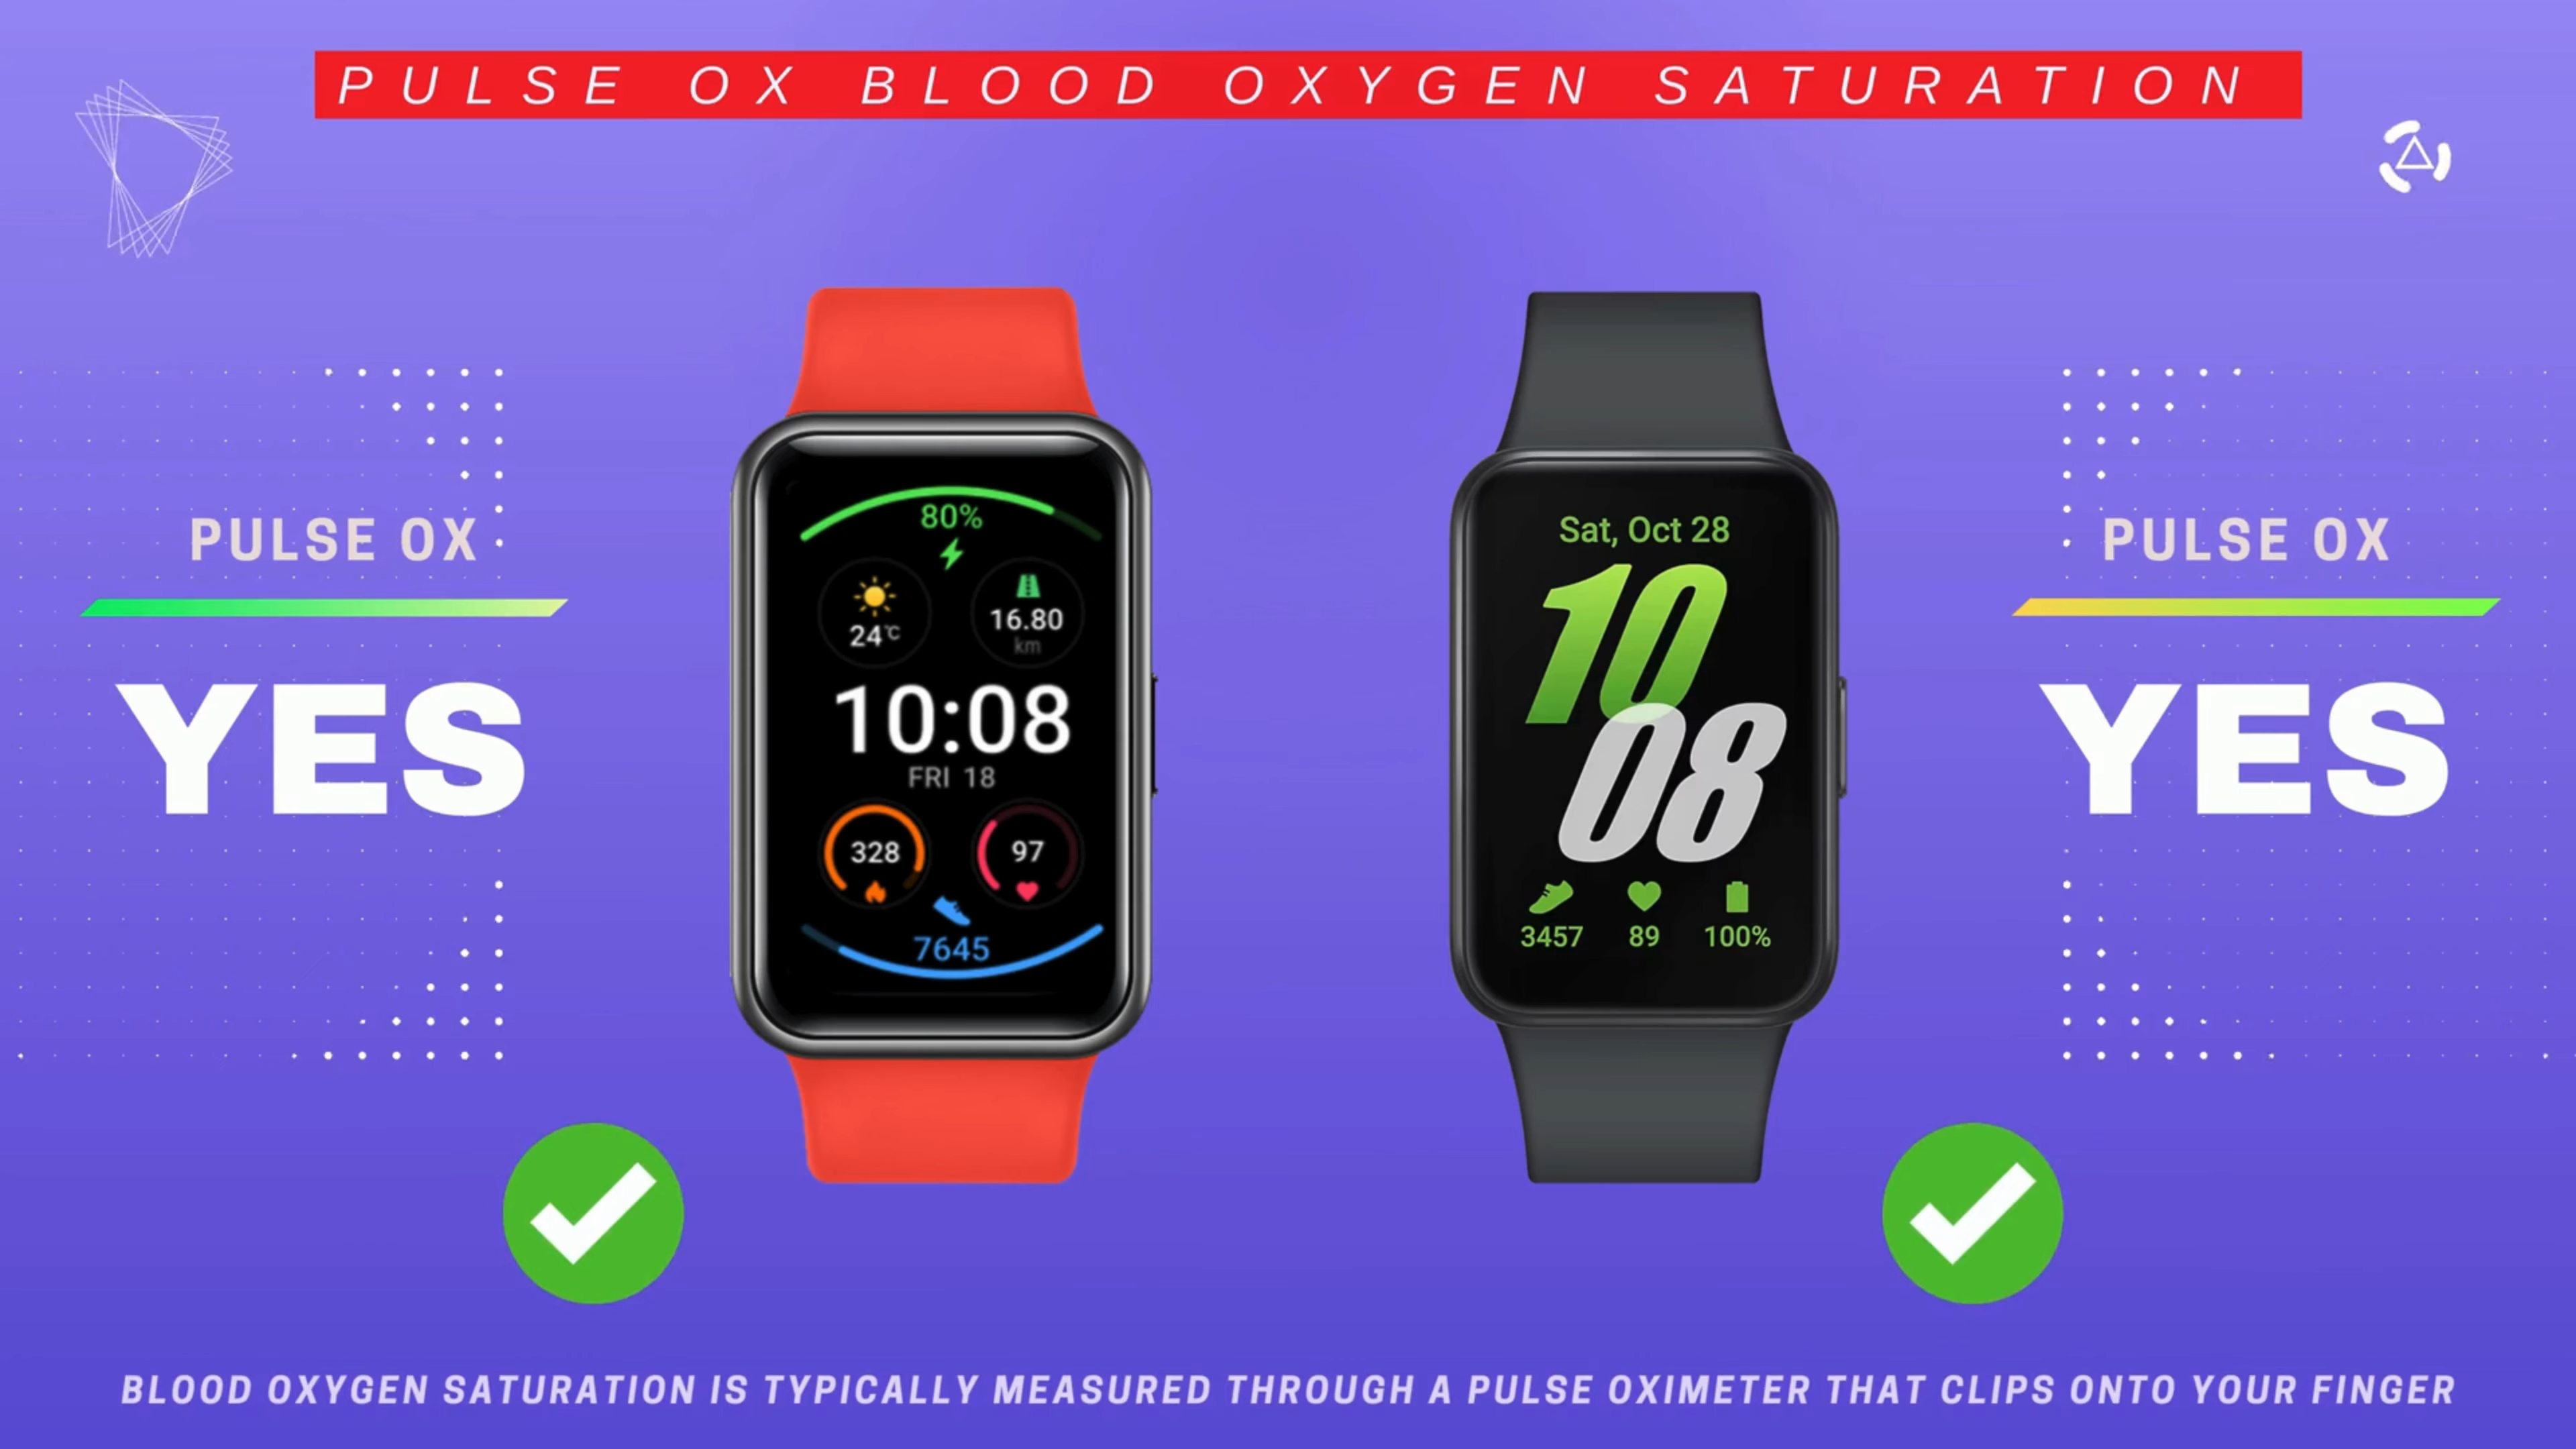 PULSE OX BLOOD OXYGEN SATURATION
PULSE OX
YES
80%
24°C
16.80
km
10:08
FRI 18
328
97
7645
Sat, Oct 28
10
08
3457 89 100%
PULSE OX
YES
BLOOD OXYGEN SATURATION IS TYPICALLY MEASURED THROUGH A PULSE OXIMETER THAT CLIPS ONTO YOUR FINGER